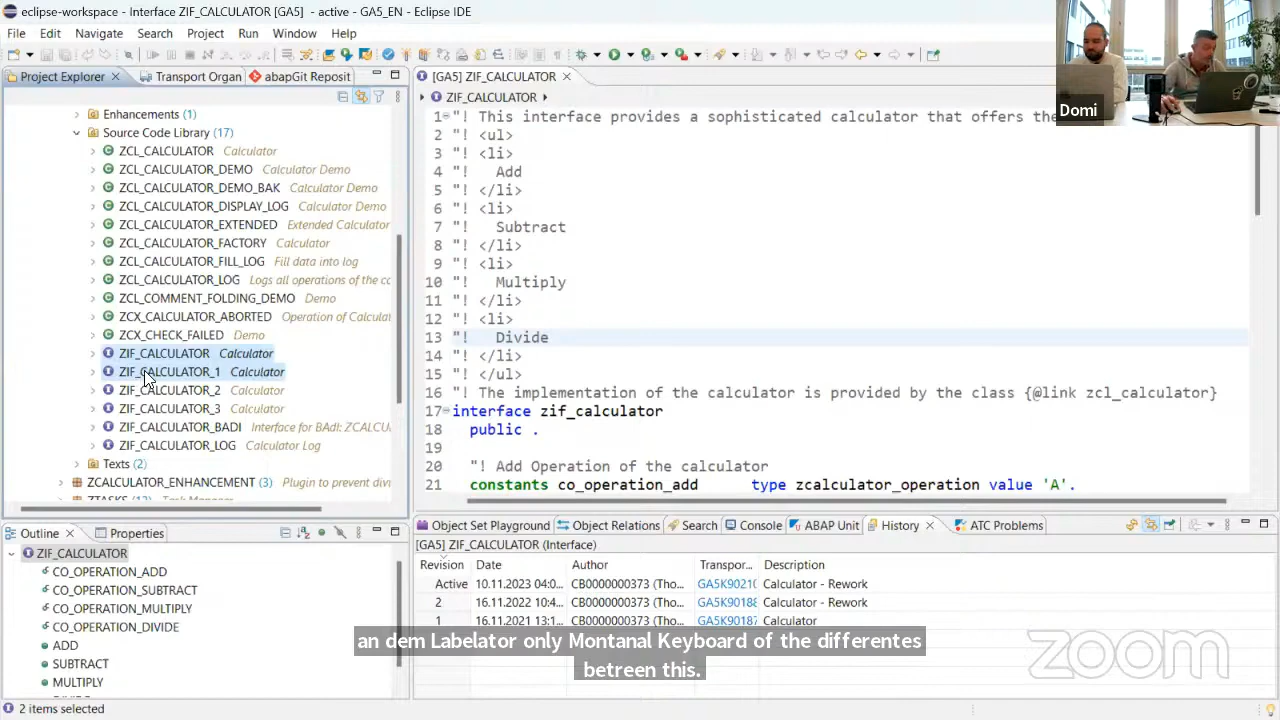 eclipse-workspace - Interface ZIF_CALCULATOR [GA5] - active - GA5_EN - Eclipse IDE
File Edit Navigate Search Project Run Window Help
Project Explorer Transport Organ abapGit Reposit
Enhancements (1)
Source Code Library (17)
ZCL_CALCULATOR Calculator
ZCL_CALCULATOR_DEMO Calculator Demo
ZCL_CALCULATOR_DEMO_BAK Calculator Demo
ZCL_CALCULATOR_DISPLAY_LOG Calculator Demo
ZCL_CALCULATOR_EXTENDED Extended Calculator
ZCL_CALCULATOR_FACTORY Calculator
ZCL_CALCULATOR_FILL_LOG Fill data into log
ZCL_CALCULATOR_LOG Logs all operations of the cc
ZCL_COMMENT_FOLDING_DEMO Demo
ZCX_CALCULATOR_ABORTED Operation of Calculat
ZCX_CHECK_FAILED Demo
ZIF_CALCULATOR Calculator
ZIF_CALCULATOR_1 Calculator
ZIF_CALCULATOR_2 Calculator
ZIF_CALCULATOR_3 Calculator
ZIF_CALCULATOR_BADI Interface for BAdI: ZCALCU
ZIF_CALCULATOR_LOG Calculator Log
Texts (2)
ZCALCULATOR_ENHANCEMENT (3) Plugin to prevent divi
ZTASKS (12) Task Manager
[GA5] ZIF_CALCULATOR
ZIF_CALCULATOR
1 "! This interface provides a sophisticated calculator that offers the
2 "! <ul>
3 "! <li>
4 "! Add
5 "! </li>
6 "! <li>
7 "! Subtract
8 "! </li>
9 "! <li>
10 "! Multiply
11 "! </li>
12 "! <li>
13 "! Divide
14 "! </li>
15 "! </ul>
16 "! The implementation of the calculator is provided by the class {@link zcl_calculator}
17 interface zif_calculator
18 public .
19
20 "! Add Operation of the calculator
21 constants co_operation_add type zcalculator_operation value 'A'.
Domi
Outline Properties
ZIF_CALCULATOR
CO_OPERATION_ADD
CO_OPERATION_SUBTRACT
CO_OPERATION_MULTIPLY
CO_OPERATION_DIVIDE
ADD
SUBTRACT
MULTIPLY
Object Set Playground Object Relations Search Console ABAP Unit History ATC Problems
[GA5] ZIF_CALCULATOR (Interface)
Revision Date Author Transpor... Description
Active 10.11.2023 04:0... CB0000000373 (Tho... GA5K90210 Calculator - Rework
2 16.11.2022 10:4... CB0000000373 (Tho... GA5K90188 Calculator - Rework
1 16.11.2021 13:1... CB0000000373 (Tho... GA5K90187 Calculator
an dem Labelator only Montanal Keyboard of the differentes
betreen this.
zoom
2 items selected